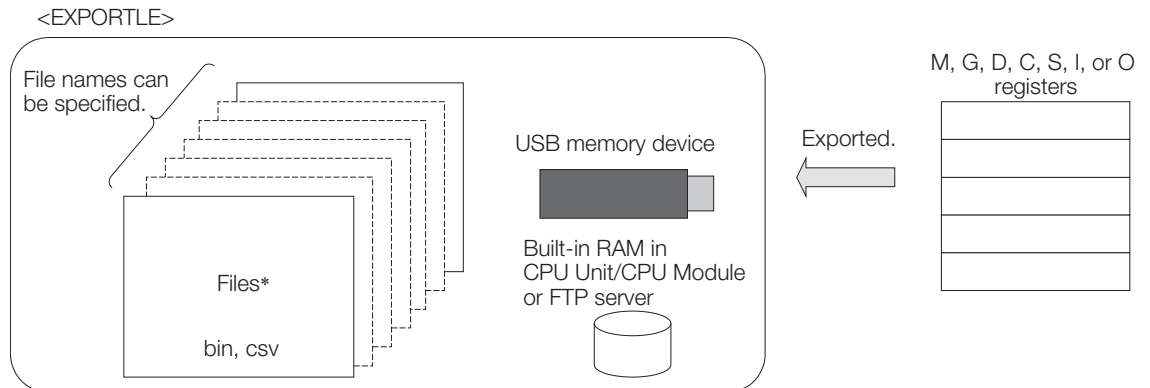 <EXPORTLE>
File names can
be specified.
Files*
bin, csv
USB memory device
Built-in RAM in
CPU Unit/CPU Module
or FTP server
Exported.
M, G, D, C, S, I, or O
registers